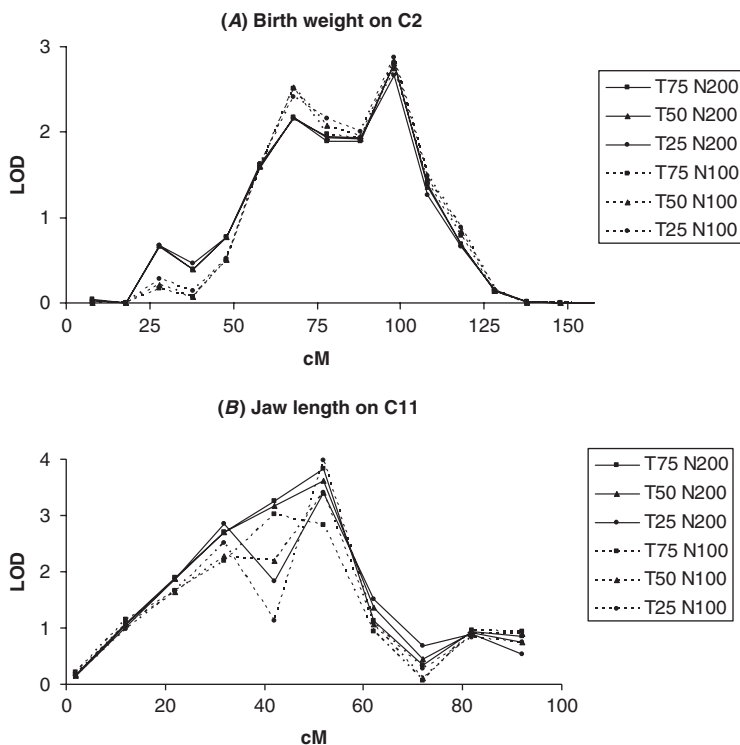 (A) Birth weight on C2
3
2
1
0
LOD
0 25 50 75 100 125 150
cM
T75 N200
T50 N200
T25 N200
T75 N100
T50 N100
T25 N100
(B) Jaw length on C11
4
3
2
1
0
LOD
0 20 40 60 80 100
cM
T75 N200
T50 N200
T25 N200
T75 N100
T50 N100
T25 N100